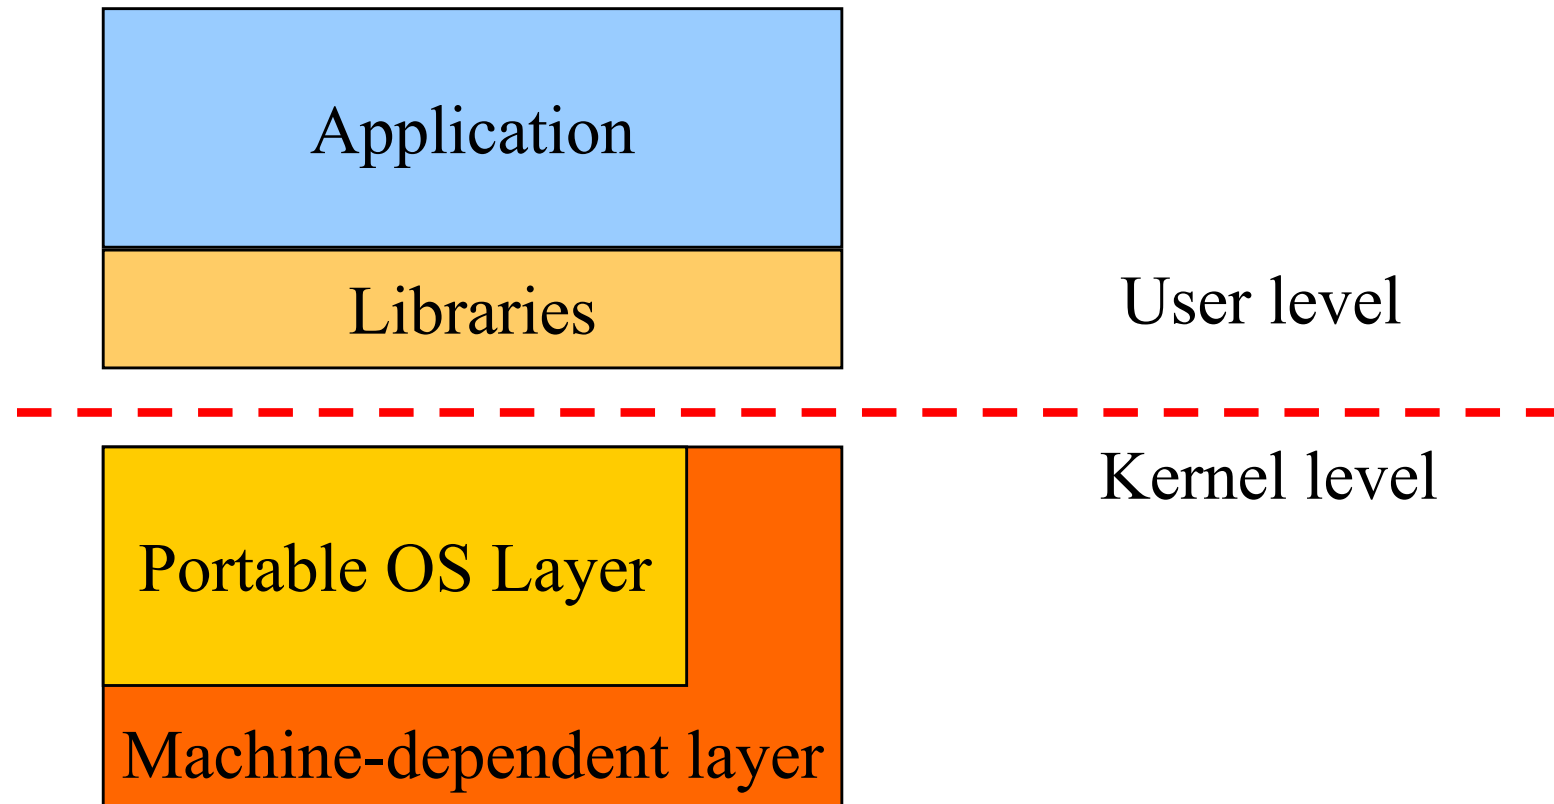 Application
Libraries
User level
Kernel level
Portable OS Layer
Machine-dependent layer